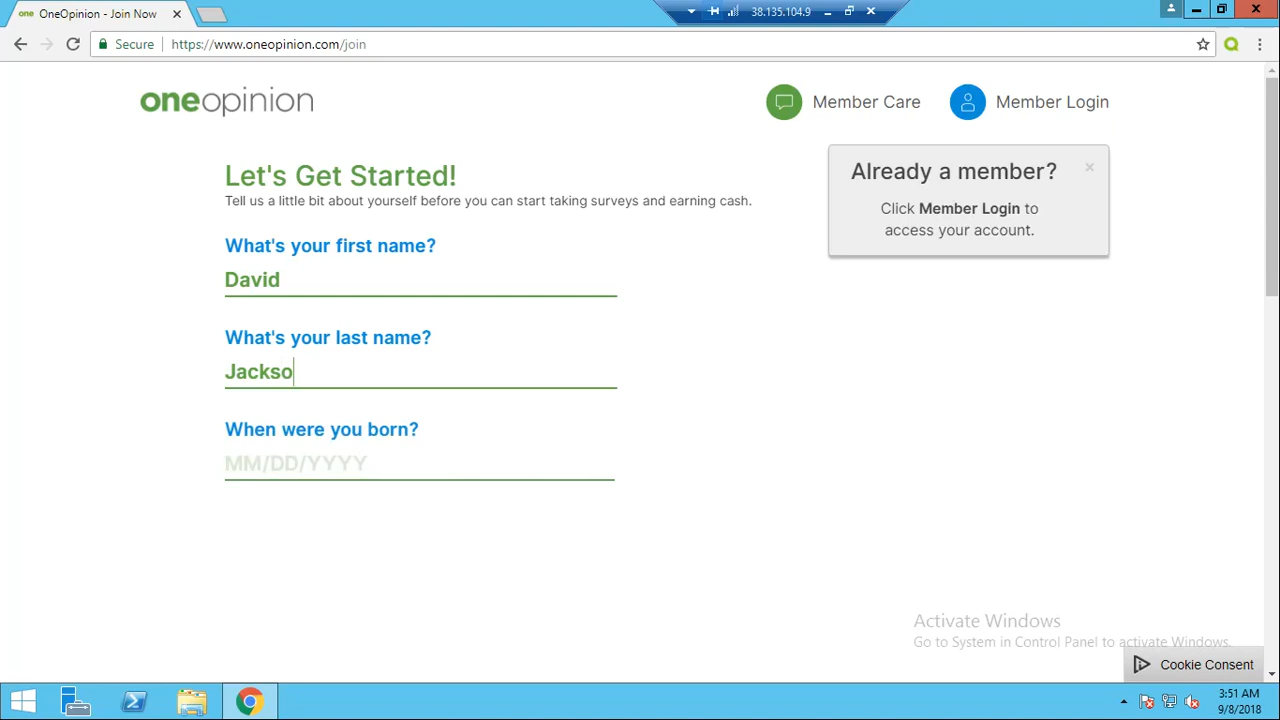 one OneOpinion - Join Now
38.135.104.9
Secure https://www.oneopinion.com/join
oneopinion
Member Care
Member Login
Let's Get Started!
Tell us a little bit about yourself before you can start taking surveys and earning cash.
Already a member?
Click Member Login to
access your account.
What's your first name?
David
What's your last name?
Jackso
When were you born?
MM/DD/YYYY
Activate Windows
Go to System in Control Panel to activate Windows.
Cookie Consent
3:51 AM
9/8/2018